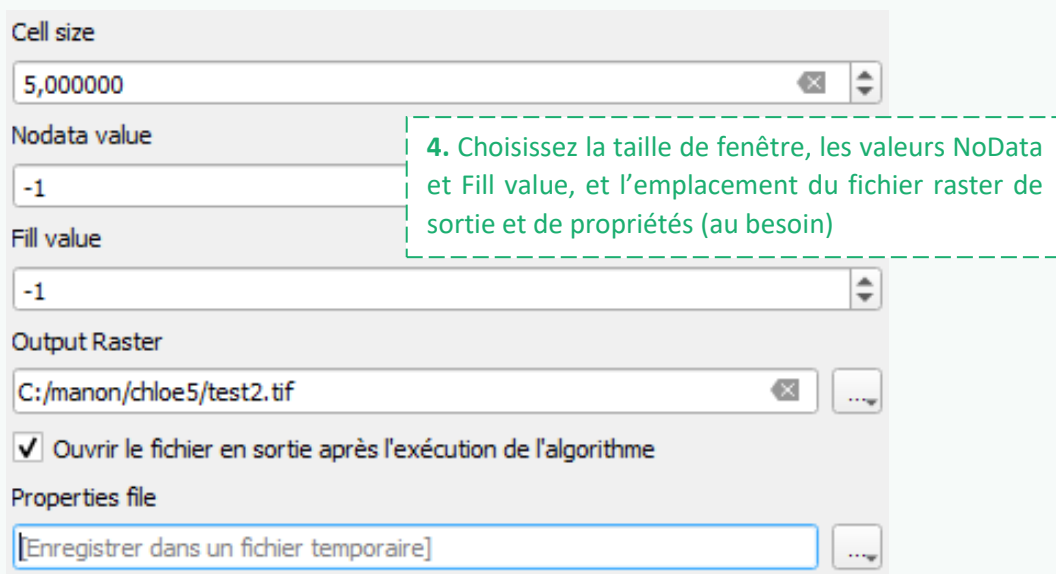 Cell size
5,000000
Nodata value
-1
4. Choisissez la taille de fenêtre, les valeurs NoData
et Fill value, et l’emplacement du fichier raster de
sortie et de propriétés (au besoin)
Fill value
-1
Output Raster
C:/manon/chloe5/test2.tif
...
Ouvrir le fichier en sortie après l'exécution de l'algorithme
Properties file
[Enregistrer dans un fichier temporaire]
...